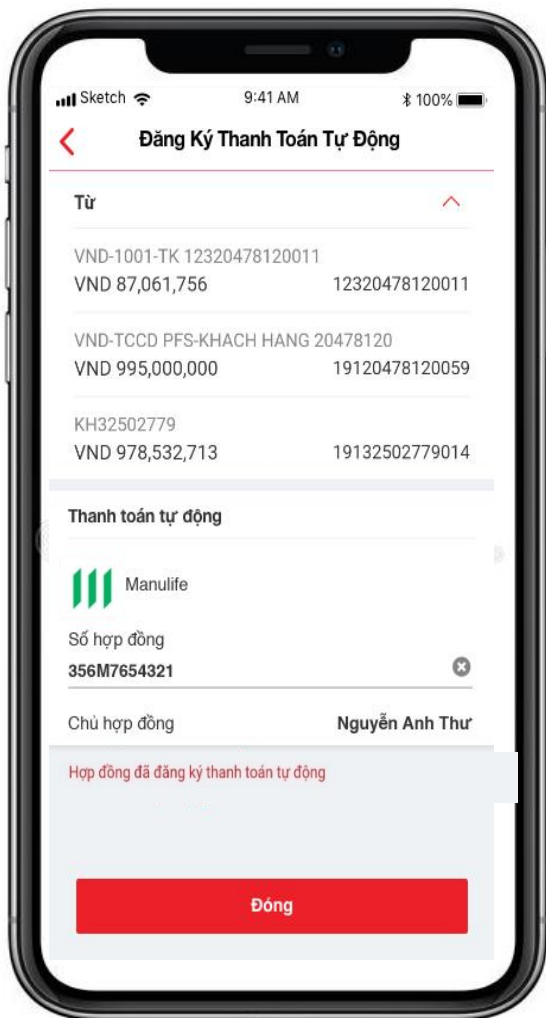 Sketch 9:41 AM 100%
Đăng Ký Thanh Toán Tự Động
Từ
VND-1001-TK 12320478120011
VND 87,061,756 12320478120011
VND-TCCD PFS-KHACH HANG 20478120
VND 995,000,000 19120478120059
KH32502779
VND 978,532,713 19132502779014
Thanh toán tự động
Manulife
Số hợp đồng
356M7654321
Chủ hợp đồng Nguyễn Anh Thư
Hợp đồng đã đăng ký thanh toán tự động
Đóng